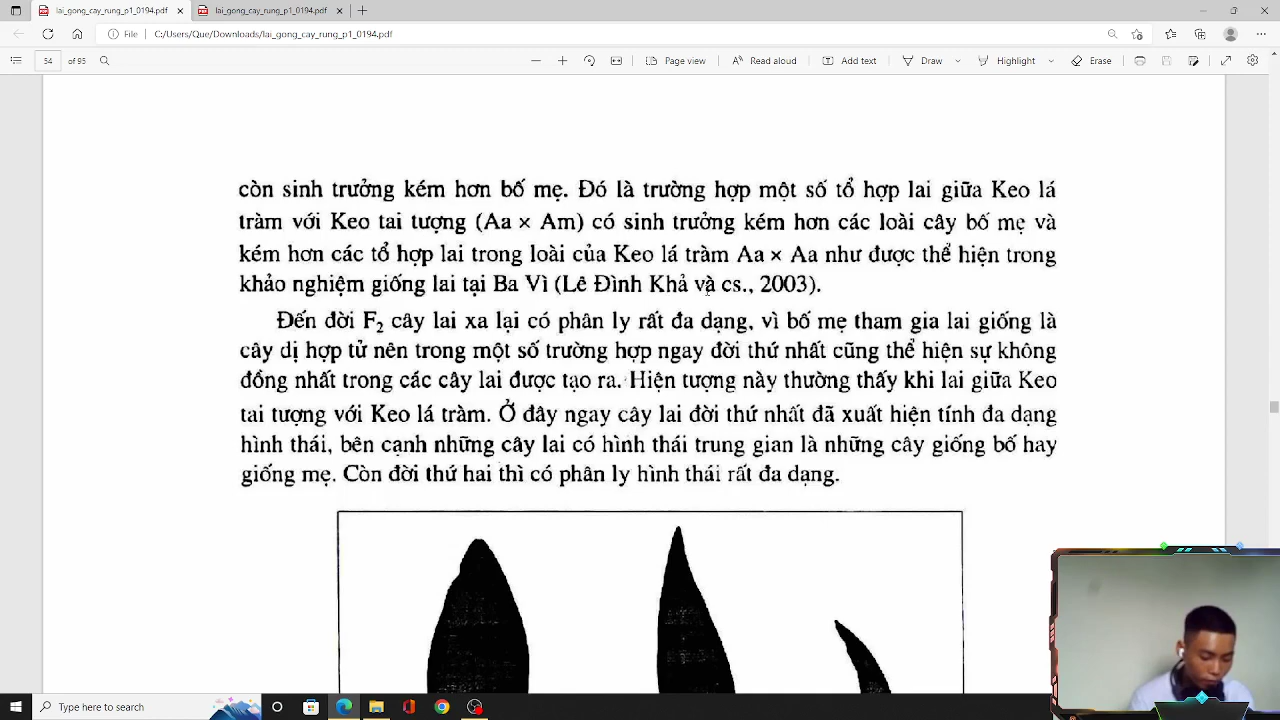 lai_gong_cay_rung_p1_0194.pdf
lai_gong_cay_rung_p1_0194.pdf
File
C:/Users/Que/Downloads/lai_gong_cay_rung_p1_0194.pdf
54 of 95
Page view
Read aloud
Add text
Draw
Highlight
Erase
còn sinh trưởng kém hơn bố mẹ. Đó là trường hợp một số tổ hợp lai giữa Keo lá
tràm với Keo tai tượng (Aa × Am) có sinh trưởng kém hơn các loài cây bố mẹ và
kém hơn các tổ hợp lai trong loài của Keo lá tràm Aa × Aa như được thể hiện trong
khảo nghiệm giống lai tại Ba Vì (Lê Đình Khả và cs., 2003).
Đến đời F₂ cây lai xa lại có phân ly rất đa dạng, vì bố mẹ tham gia lai giống là
cây dị hợp tử nên trong một số trường hợp ngay đời thứ nhất cũng thể hiện sự không
đồng nhất trong các cây lai được tạo ra. Hiện tượng này thường thấy khi lai giữa Keo
tai tượng với Keo lá tràm. Ở đây ngay cây lai đời thứ nhất đã xuất hiện tính đa dạng
hình thái, bên cạnh những cây lai có hình thái trung gian là những cây giống bố hay
giống mẹ. Còn đời thứ hai thì có phân ly hình thái rất đa dạng.
Type here to search